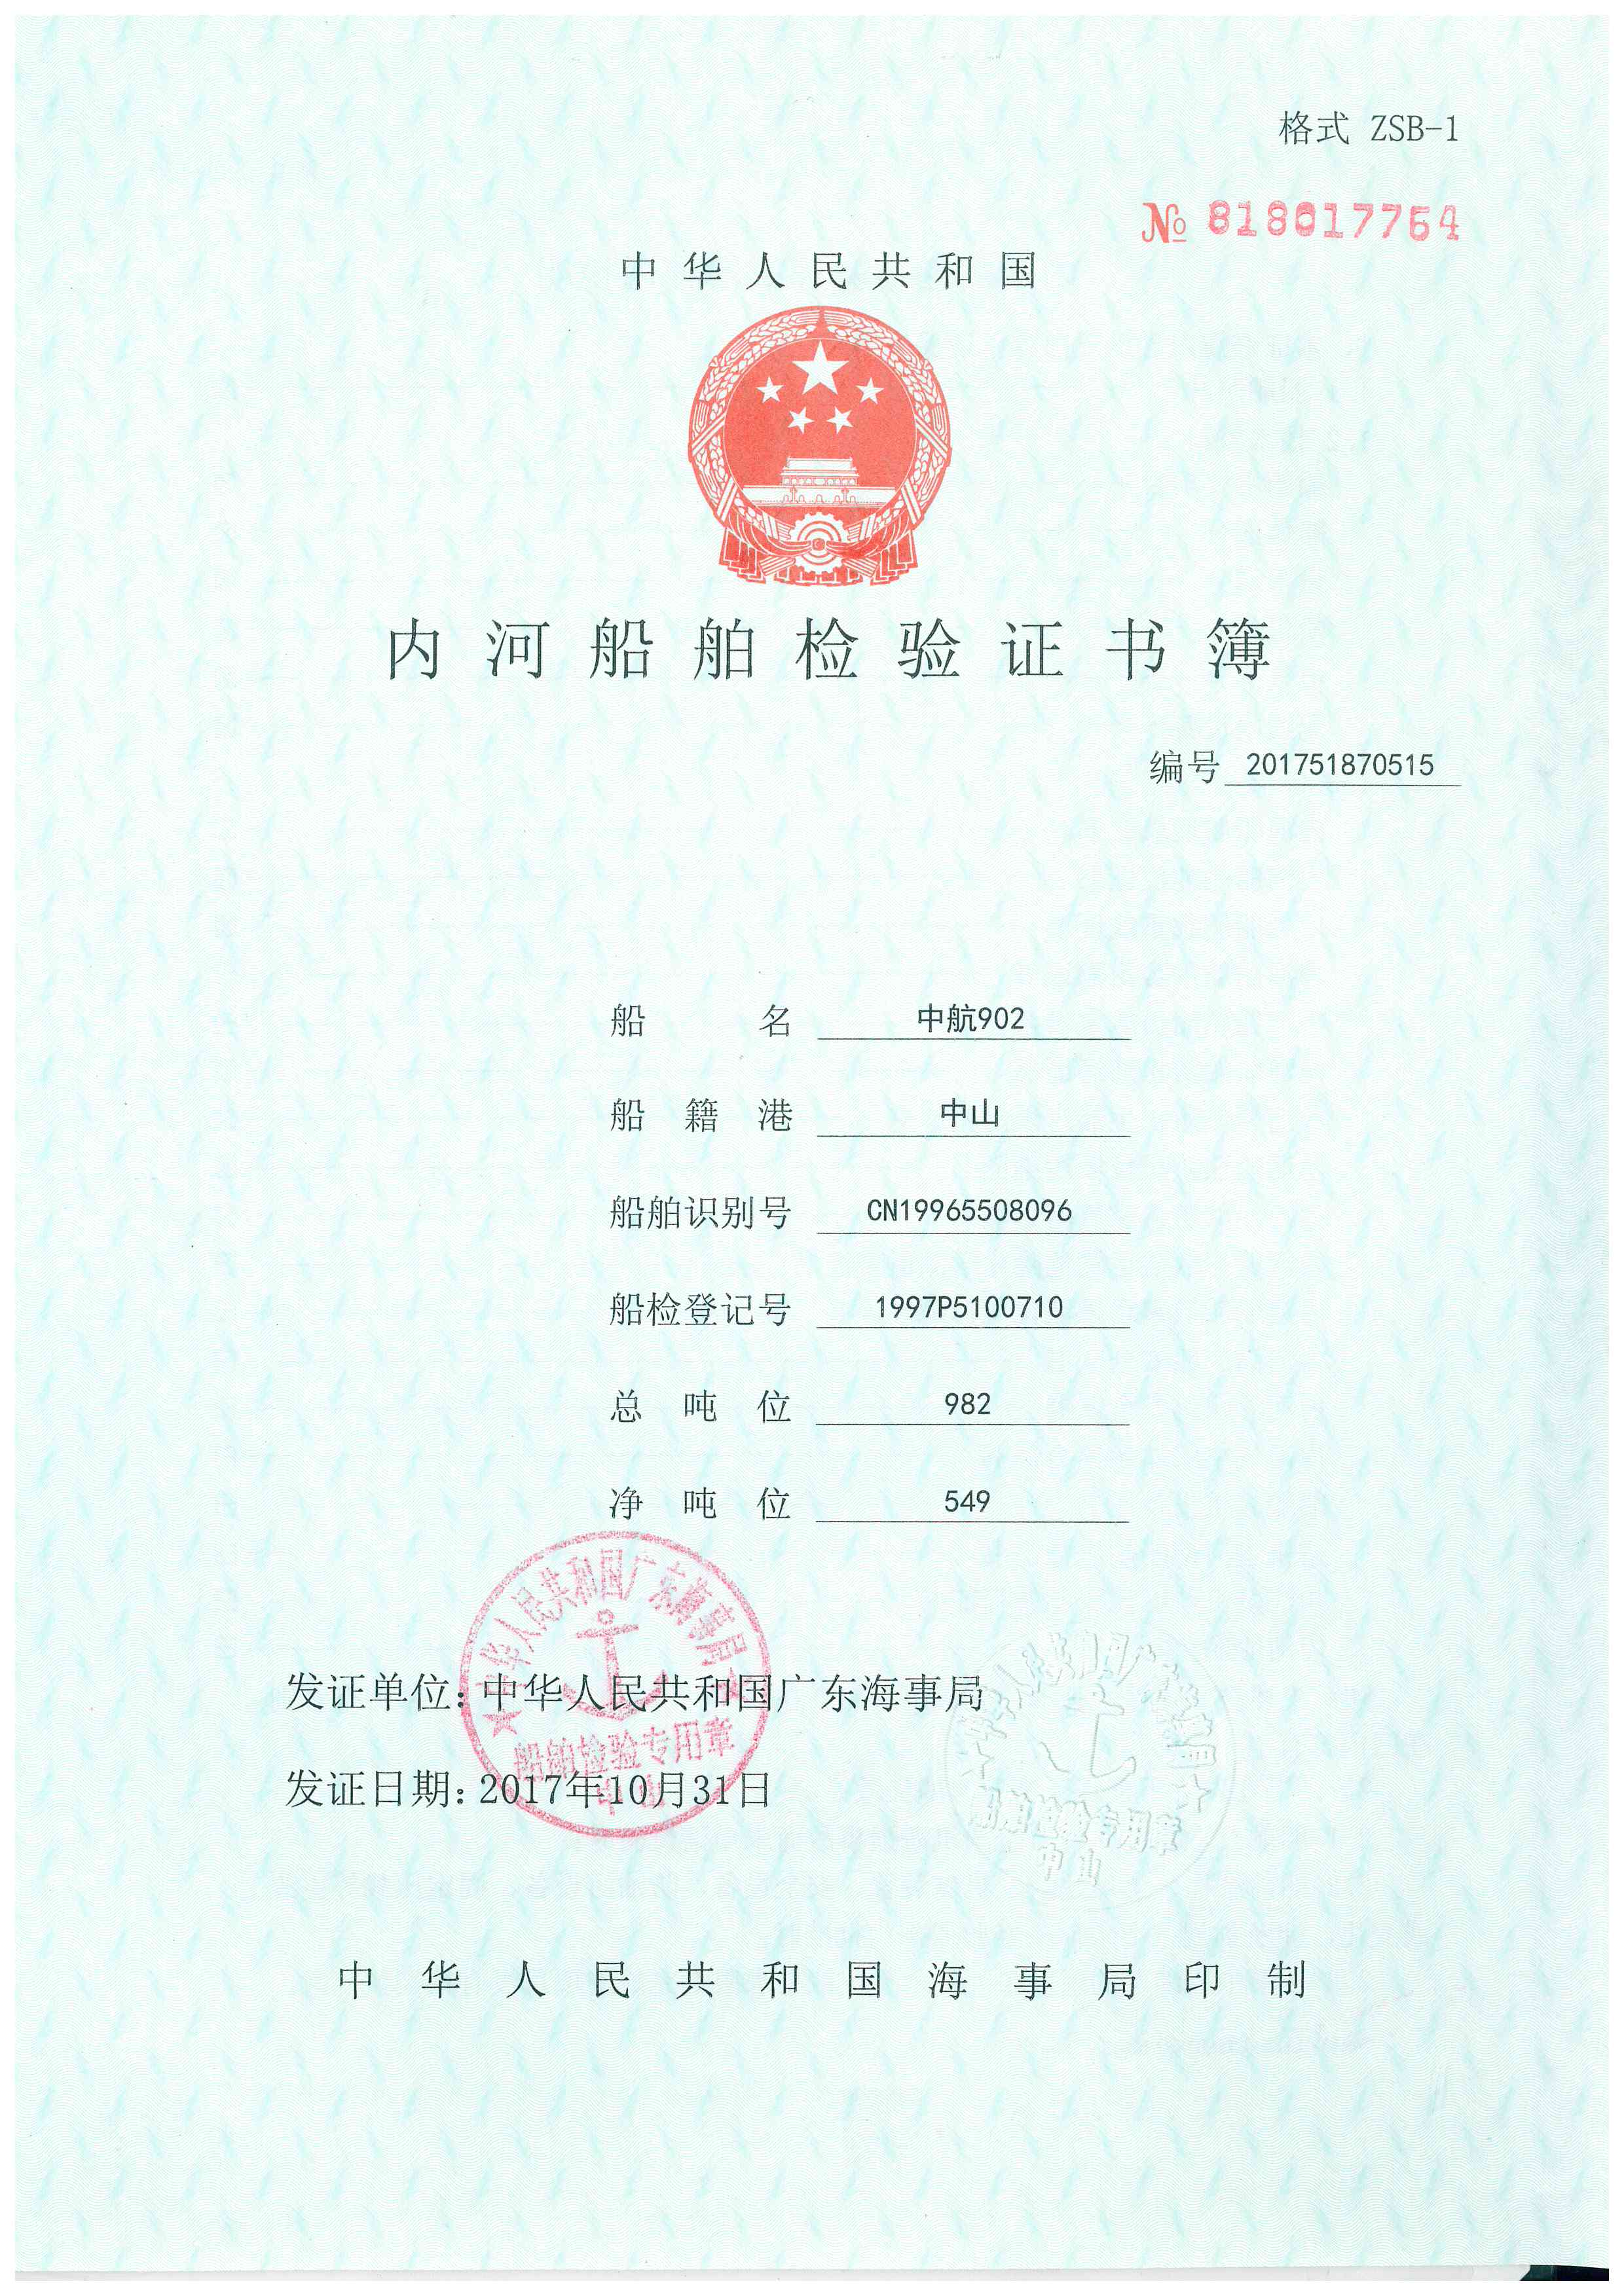 格式 ZSB-1
№ 818017764
中华人民共和国
内河船舶检验证书簿
编号 201751870515
船名 中航902
船籍港 中山
船舶识别号 CN19965508096
船检登记号 1997P5100710
总吨位 982
净吨位 549
中华人民共和国广东海事局
船舶检验专用章
中山
发证单位：中华人民共和国广东海事局
发证日期：2017年10月31日
中华人民共和国广东海事局
船舶检验专用章
中山
中华人民共和国海事局印制